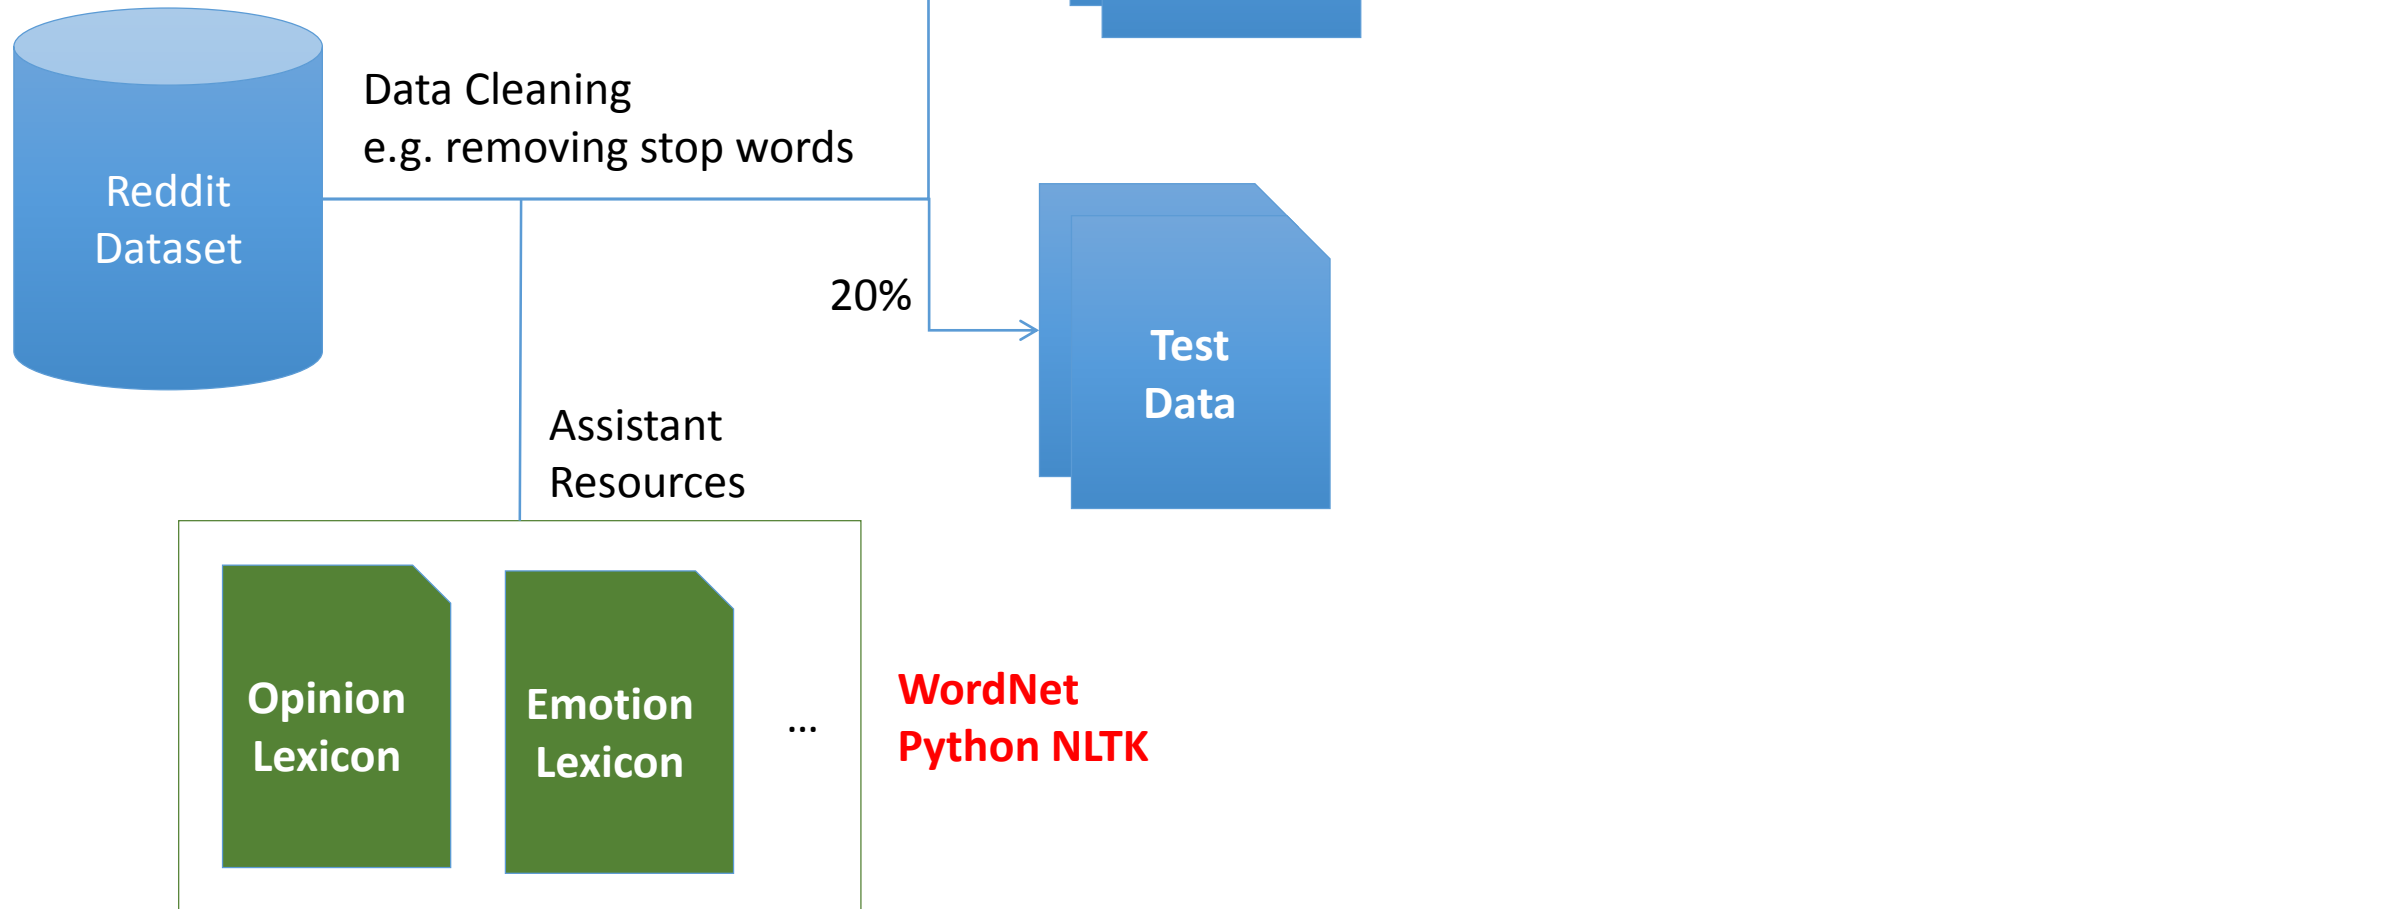 Data Cleaning
e.g. removing stop words
Reddit
Dataset
20%
Test
Data
Assistant
Resources
Opinion
Lexicon
Emotion
Lexicon
...
WordNet
Python NLTK